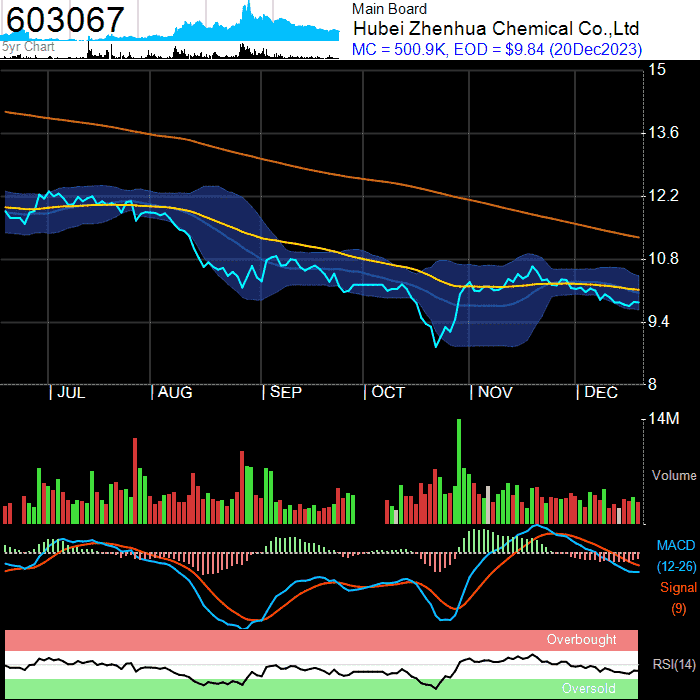 603067
5yr Chart
Main Board
Hubei Zhenhua Chemical Co.,Ltd
MC = 500.9K, EOD = $9.84 (20Dec2023)
15
13.6
12.2
10.8
9.4
8
| JUL | AUG | SEP | OCT | NOV | DEC
14M
Volume
MACD
(12-26)
Signal
(9)
Overbought
RSI(14)
Oversold